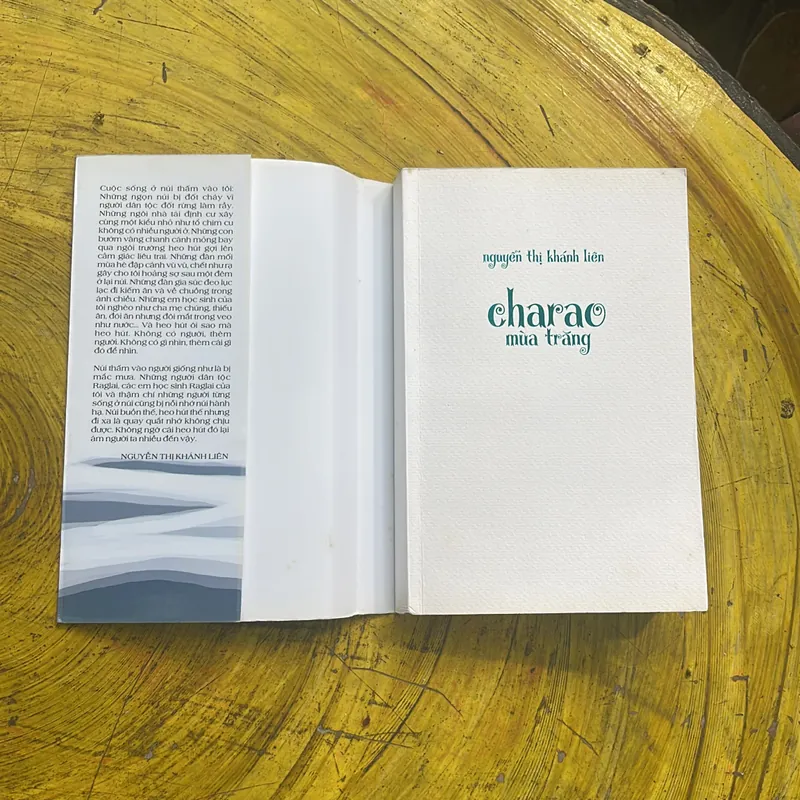 Cuộc sống ở núi thấm vào tôi:
Những ngọn núi bị đốt cháy vì
người dân tộc đốt rừng làm rẫy.
Những ngôi nhà tái định cư xây
cùng một kiểu nhỏ như tổ chim cu
không có nhiều người ở. Những con
bướm vàng chanh cánh mỏng bay
qua ngôi trường heo hút gợi lên
cảm giác liêu trai. Những đàn mối
mùa hè đập cánh vù vù, chết như rạ
gây cho tôi hoảng sợ sau một đêm
ở lại núi. Những đàn gia súc đeo lục
lạc đi kiếm ăn và về chuồng trong
ánh chiều. Những em học sinh của
tôi nghèo như cha mẹ chúng, thiếu
ăn, đói ăn nhưng đôi mắt trong veo
như nước... Và heo hút ôi sao mà
heo hút. Không có người, thèm
người. Không có gì nhìn, thèm cái gì
đó để nhìn.
Núi thấm vào người giống như là bị
mắc mưa. Những người dân tộc
Raglai, các em học sinh Raglai của
tôi và thậm chí những người từng
sống ở núi cũng bị nỗi nhớ núi hành
hạ. Núi buồn thế, heo hút thế nhưng
đi xa là quay quắt nhớ không chịu
được. Không ngờ cái heo hút đó lại
ám người ta nhiều đến vậy.
NGUYỄN THỊ KHÁNH LIÊN
nguyễn thị khánh liên
charao
mùa trăng